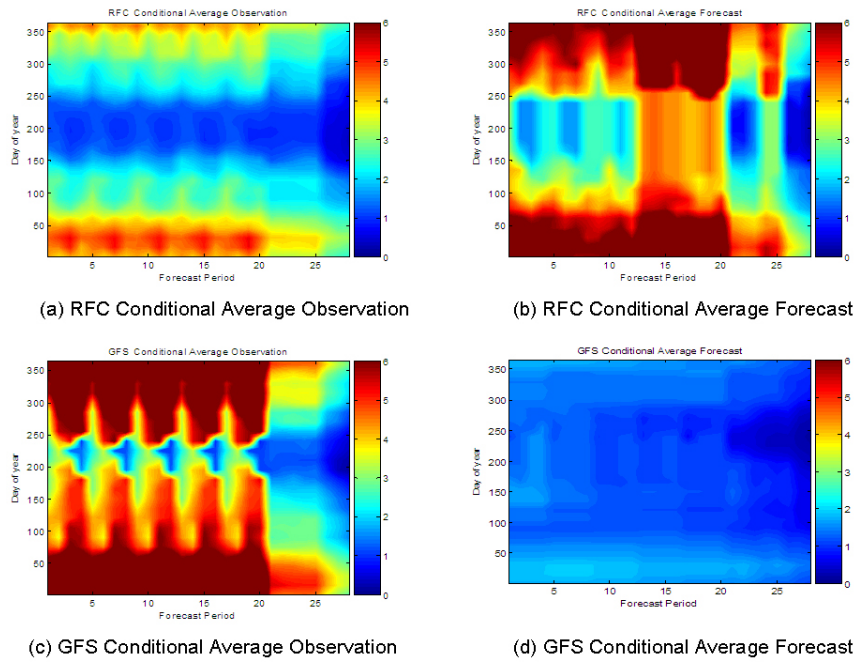 RFC Conditional Average Observation
350
300
250
200
150
100
50
Day of year
5 10 15 20 25
Forecast Period
6
5
4
3
2
1
0
(a) RFC Conditional Average Observation
RFC Conditional Average Forecast
350
300
250
200
150
100
50
Day of year
5 10 15 20 25
Forecast Period
6
5
4
3
2
1
0
(b) RFC Conditional Average Forecast
GFS Conditional Average Observation
350
300
250
200
150
100
50
Day of year
5 10 15 20 25
Forecast Period
6
5
4
3
2
1
0
(c) GFS Conditional Average Observation
GFS Conditional Average Forecast
350
300
250
200
150
100
50
Day of year
5 10 15 20 25
Forecast Period
6
5
4
3
2
1
0
(d) GFS Conditional Average Forecast